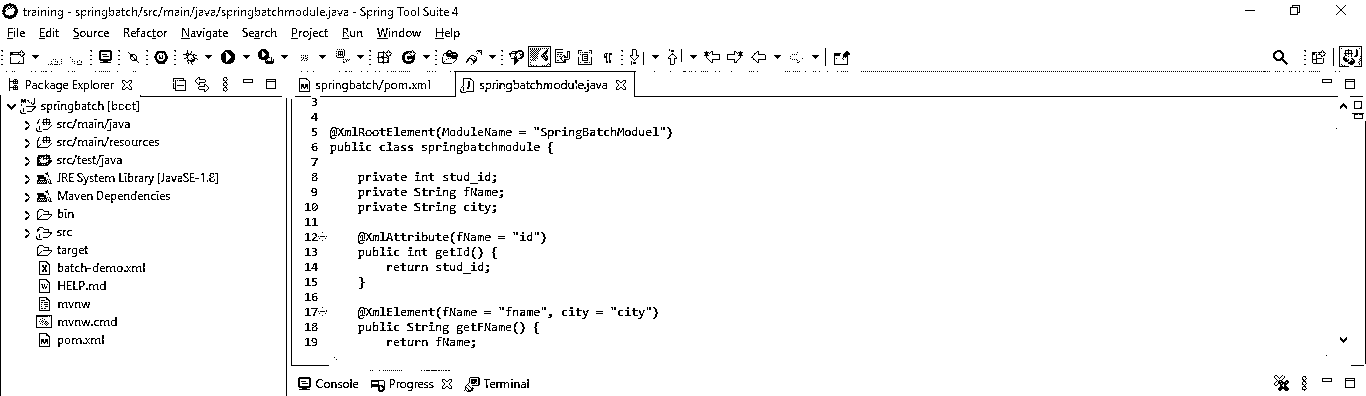 training - springbatch/src/main/java/springbatchmodule.java - Spring Tool Suite 4
File Edit Source Refactor Navigate Search Project Run Window Help
Package Explorer
springbatch [boot]
src/main/java
src/main/resources
src/test/java
JRE System Library [JavaSE-1.8]
Maven Dependencies
bin
src
target
batch-demo.xml
HELP.md
mvnw
mvnw.cmd
pom.xml
springbatch/pom.xml springbatchmodule.java
3
4
5 @XmlRootElement(ModuleName = "SpringBatchModuel")
6 public class springbatchmodule {
7
8 private int stud_id;
9 private String fName;
10 private String city;
11
12 @XmlAttribute(fName = "id")
13 public int getId() {
14 return stud_id;
15 }
16
17 @XmlElement(fName = "fname", city = "city")
18 public String getFName() {
19 return fName;
Console Progress Terminal